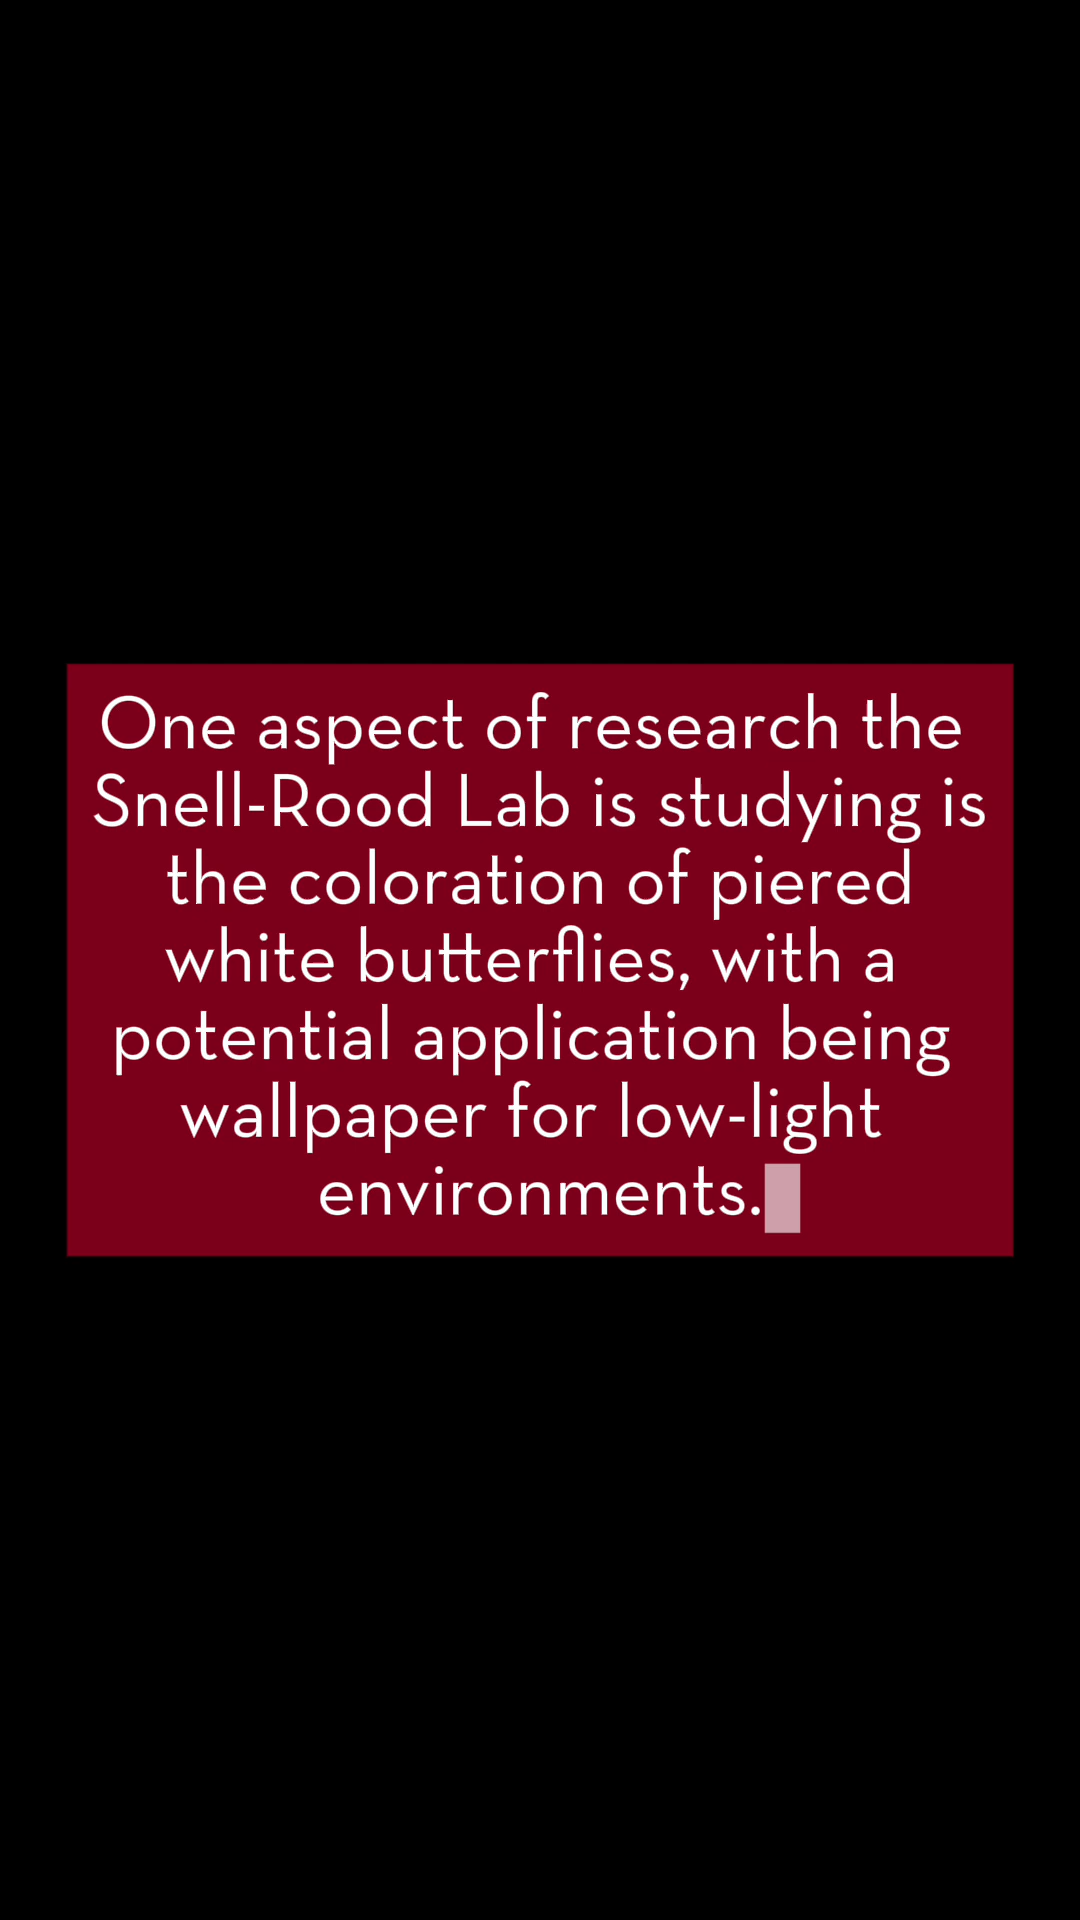 One aspect of research the
Snell-Rood Lab is studying is
the coloration of piered
white butterflies, with a
potential application being
wallpaper for low-light
environments.